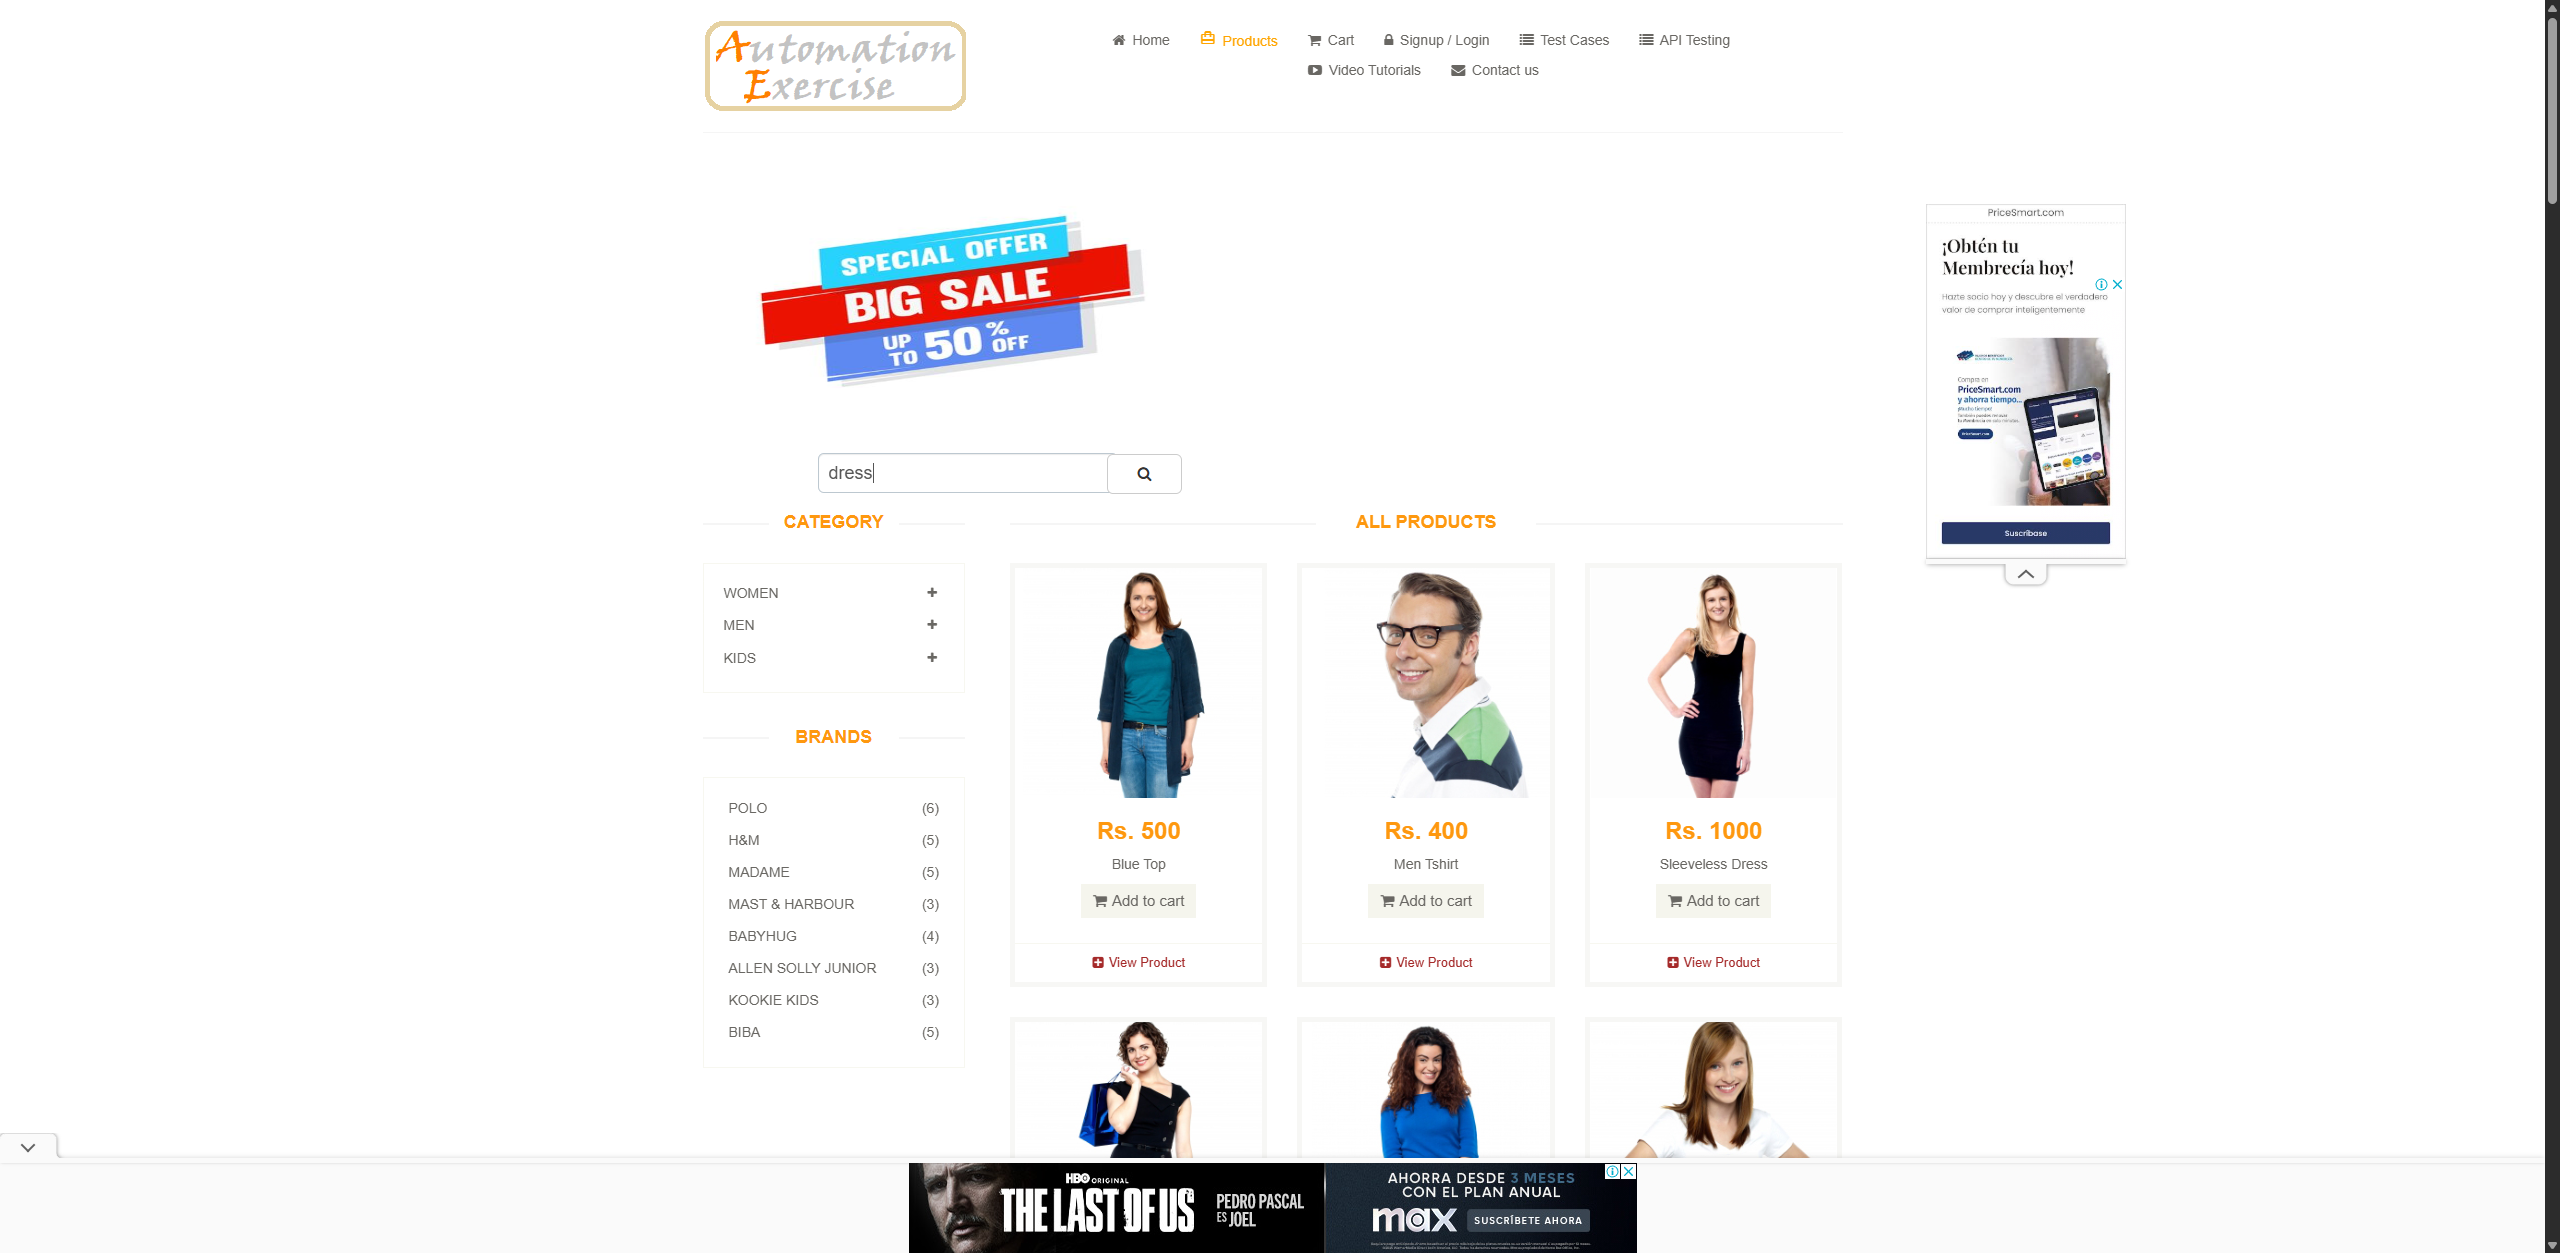 Automation
Exercise
Home
Products
Cart
Signup / Login
Test Cases
API Testing
Video Tutorials
Contact us
SPECIAL OFFER
BIG SALE
UP TO 50% OFF
dress
PriceSmart.com
¡Obtén tu
Membrecía hoy!
Hazte socio hoy y descubre el verdadero
valor de comprar inteligentemente
Compra en
PriceSmart.com
y ahorra tiempo...
Suscríbase
CATEGORY
WOMEN
MEN
KIDS
BRANDS
POLO (6)
H&M (5)
MADAME (5)
MAST & HARBOUR (3)
BABYHUG (4)
ALLEN SOLLY JUNIOR (3)
KOOKIE KIDS (3)
BIBA (5)
ALL PRODUCTS
Rs. 500
Blue Top
Add to cart
View Product
Rs. 400
Men Tshirt
Add to cart
View Product
Rs. 1000
Sleeveless Dress
Add to cart
View Product
HBO ORIGINAL
THE LAST OF US
PEDRO PASCAL
ES JOEL
AHORRA DESDE 3 MESES
CON EL PLAN ANUAL
max
SUSCRÍBETE AHORA